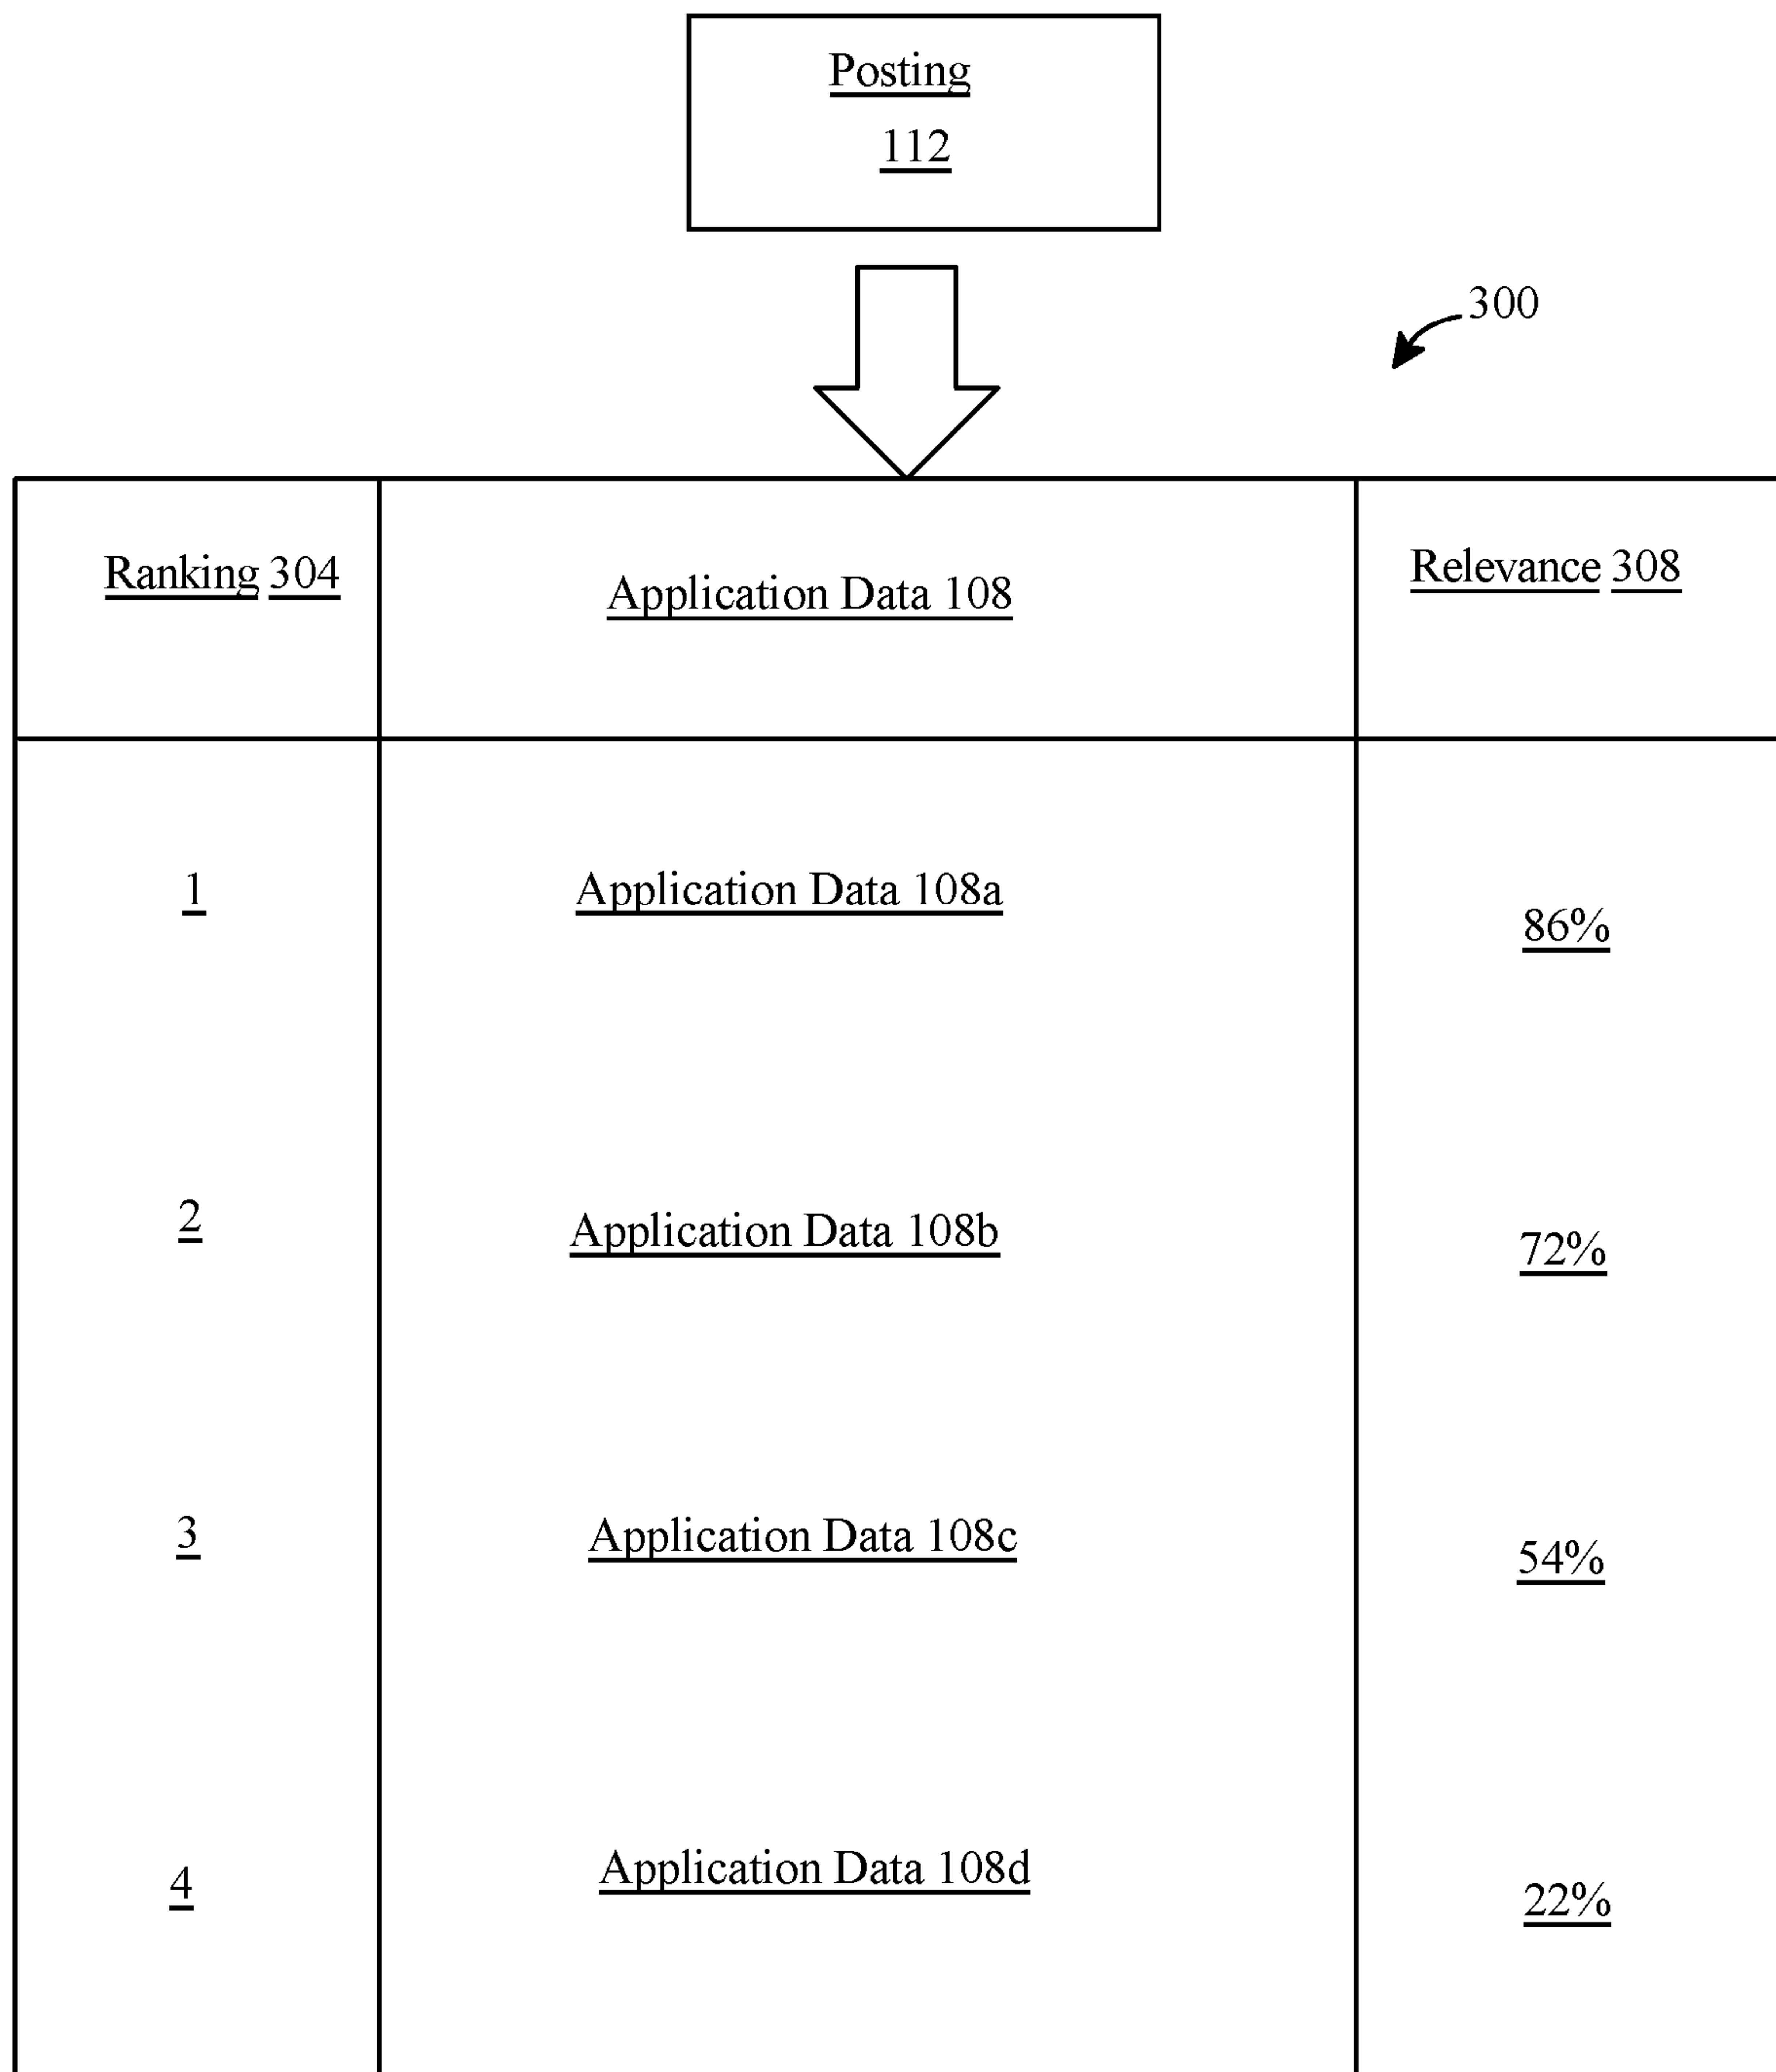 Posting
112
300
Ranking 304
Application Data 108
Relevance 308
1
Application Data 108a
86%
2
Application Data 108b
72%
3
Application Data 108c
54%
4
Application Data 108d
22%